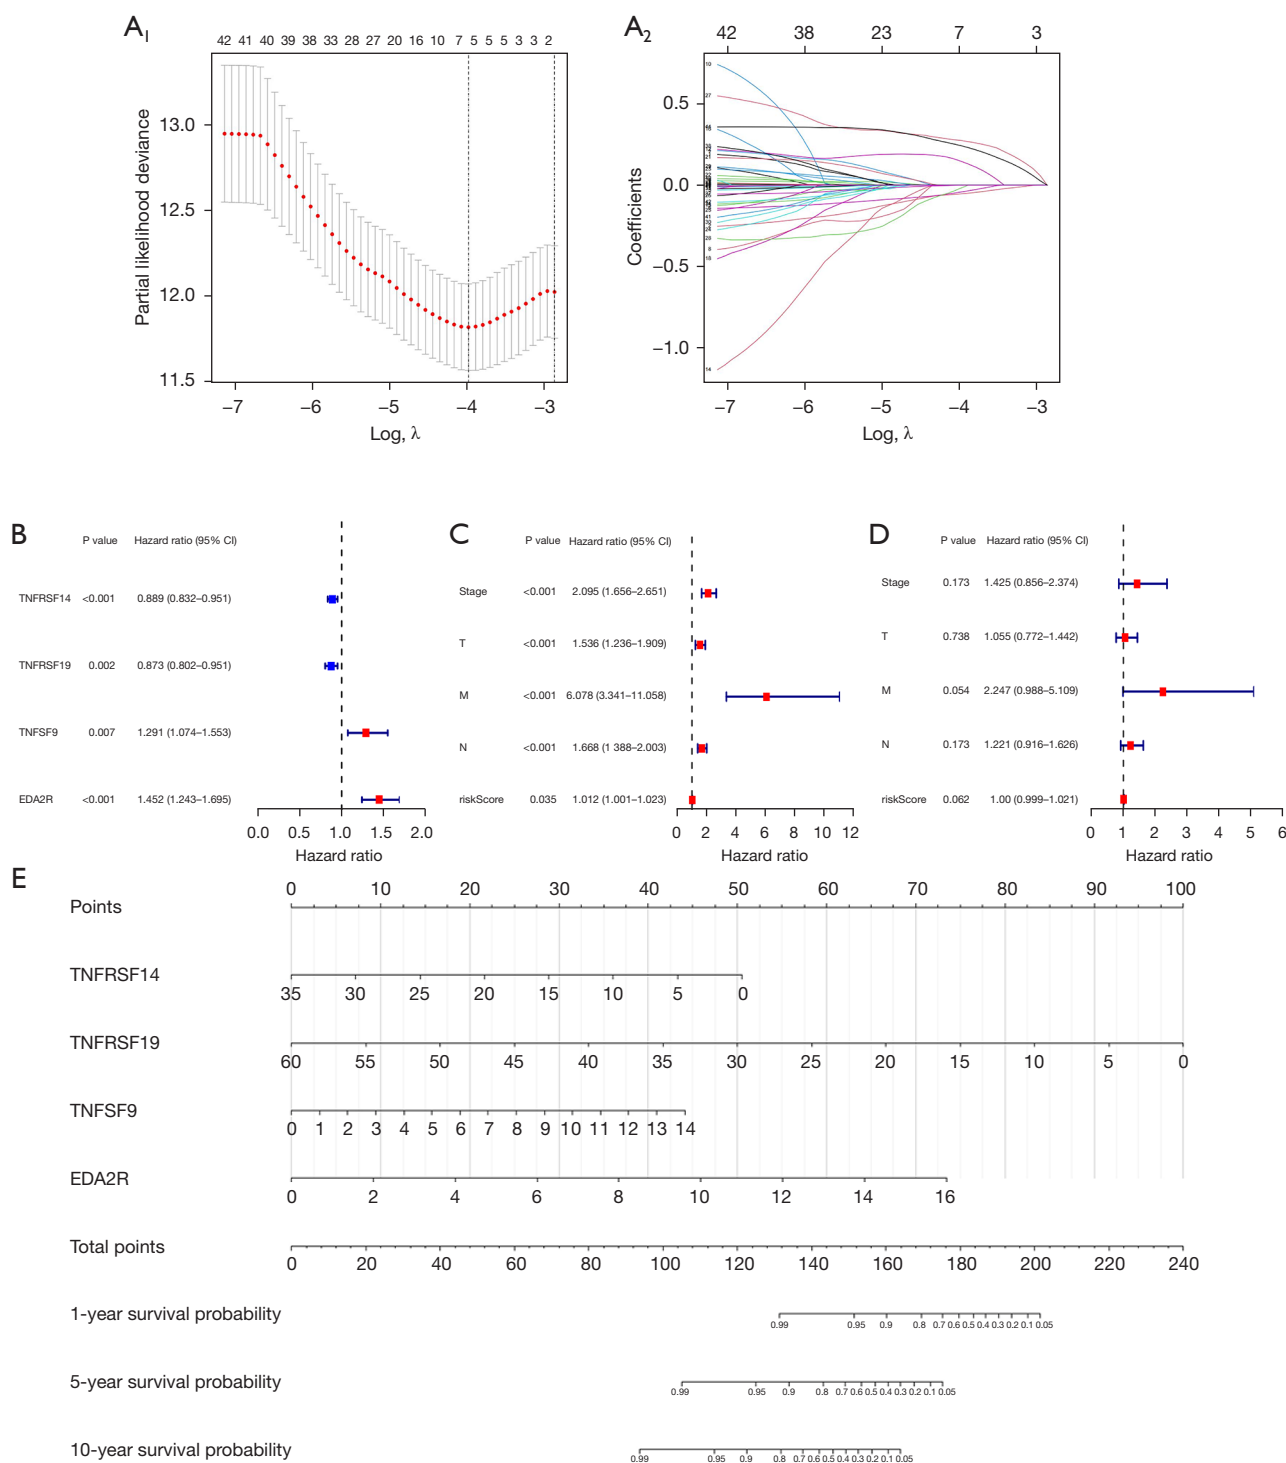 A1
42 41 40 39 38 33 28 27 20 16 10 7 5 5 5 3 3 2
Partial likelihood deviance
13.0
12.5
12.0
11.5
−7 −6 −5 −4 −3
Log, λ
A2
42 38 23 7 3
Coefficients
0.5
0.0
−0.5
−1.0
−7 −6 −5 −4 −3
Log, λ
B
P value Hazard ratio (95% CI)
TNFRSF14 <0.001 0.889 (0.832–0.951)
TNFRSF19 0.002 0.873 (0.802–0.951)
TNFSF9 0.007 1.291 (1.074–1.553)
EDA2R <0.001 1.452 (1.243–1.695)
0.0 0.5 1.0 1.5 2.0
Hazard ratio
C
P value Hazard ratio (95% CI)
Stage <0.001 2.095 (1.656–2.651)
T <0.001 1.536 (1.236–1.909)
M <0.001 6.078 (3.341–11.058)
N <0.001 1.668 (1 388–2.003)
riskScore 0.035 1.012 (1.001–1.023)
0 2 4 6 8 10 12
Hazard ratio
D
P value Hazard ratio (95% CI)
Stage 0.173 1.425 (0.856–2.374)
T 0.738 1.055 (0.772–1.442)
M 0.054 2.247 (0.988–5.109)
N 0.173 1.221 (0.916–1.626)
riskScore 0.062 1.00 (0.999–1.021)
0 1 2 3 4 5 6
Hazard ratio
E
0 10 20 30 40 50 60 70 80 90 100
Points
TNFRSF14
35 30 25 20 15 10 5 0
TNFRSF19
60 55 50 45 40 35 30 25 20 15 10 5 0
TNFSF9
0 1 2 3 4 5 6 7 8 9 10 11 12 13 14
EDA2R
0 2 4 6 8 10 12 14 16
Total points
0 20 40 60 80 100 120 140 160 180 200 220 240
1-year survival probability
0.99 0.95 0.9 0.8 0.7 0.6 0.5 0.4 0.3 0.2 0.1 0.05
5-year survival probability
0.99 0.95 0.9 0.8 0.7 0.6 0.5 0.4 0.3 0.2 0.1 0.05
10-year survival probability
0.99 0.95 0.9 0.8 0.7 0.6 0.5 0.4 0.3 0.2 0.1 0.05